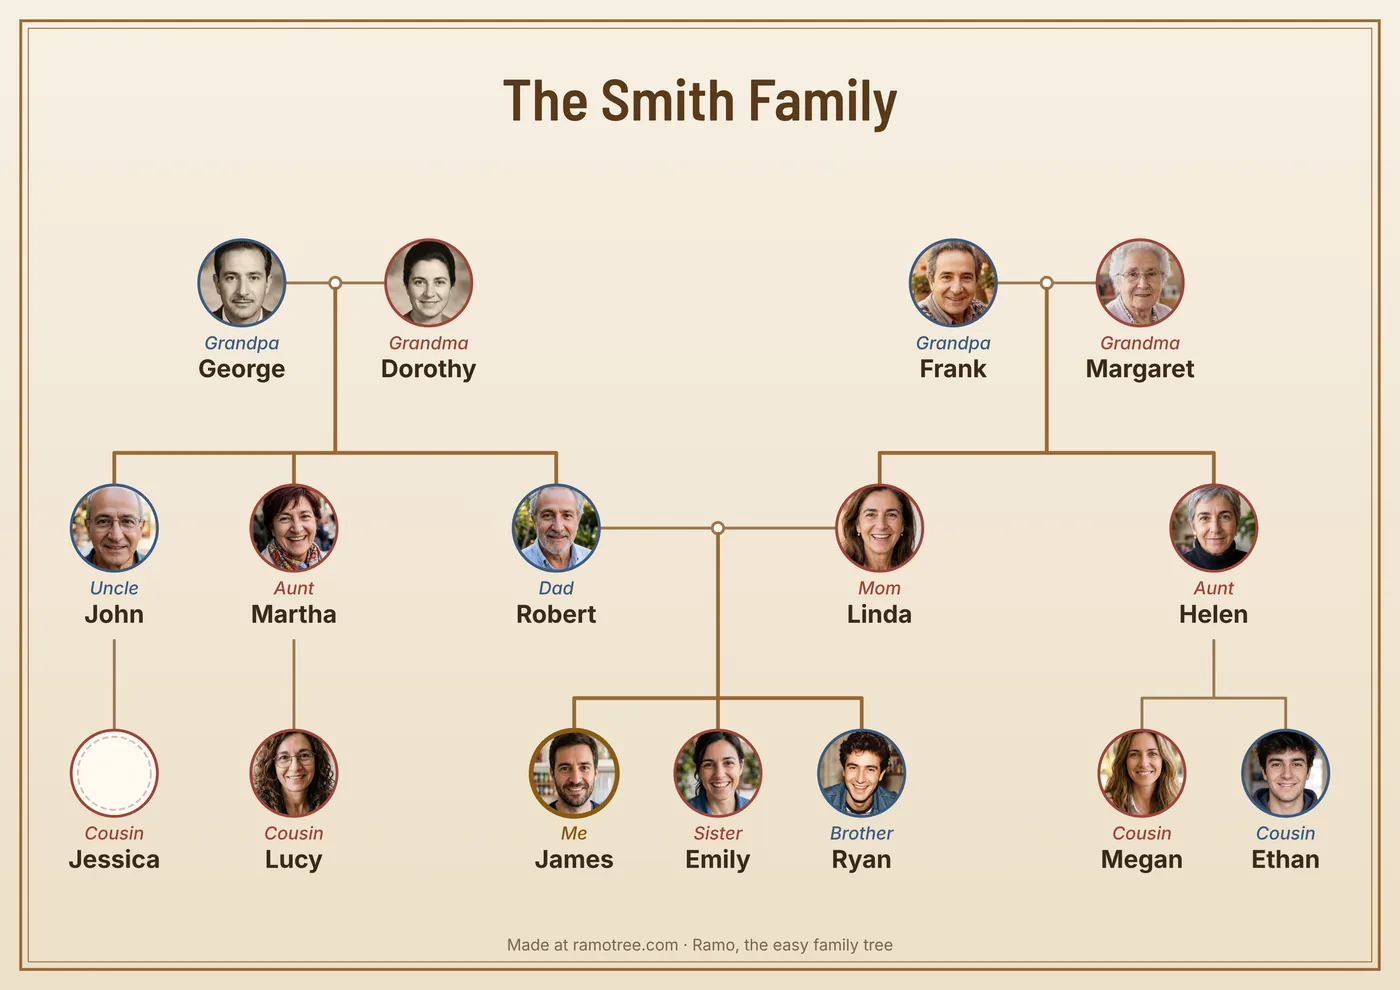 The Smith Family
Grandpa
George
Grandma
Dorothy
Grandpa
Frank
Grandma
Margaret
Uncle
John
Aunt
Martha
Dad
Robert
Mom
Linda
Aunt
Helen
Cousin
Jessica
Cousin
Lucy
Me
James
Sister
Emily
Brother
Ryan
Cousin
Megan
Cousin
Ethan
Made at ramotree.com · Ramo, the easy family tree